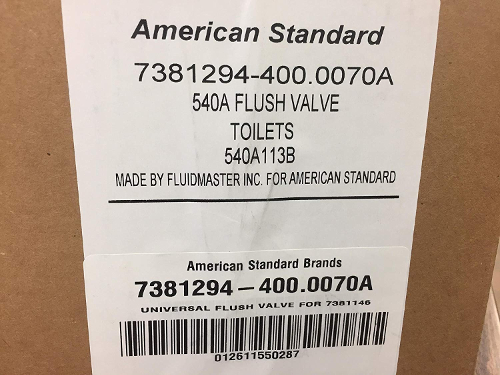 American Standard
7381294-400.0070A
540A FLUSH VALVE
TOILETS
540A113B
MADE BY FLUIDMASTER INC. FOR AMERICAN STANDARD
American Standard Brands
7381294-400.0070A
UNIVERSAL FLUSH VALVE FOR 7381146
012611550287